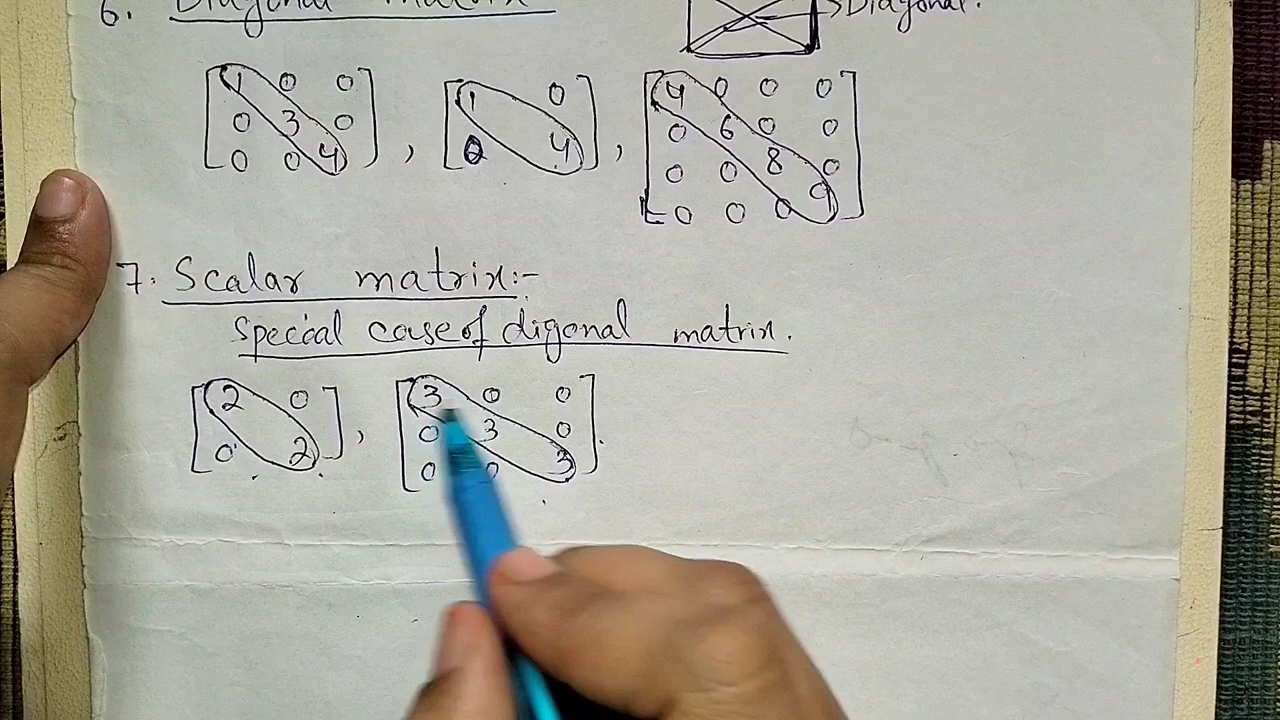 6. Diagonal matrix
→Diagonal.
[1 0 0
0 3 0
0 0 4], [1 0
0 4], [4 0 0 0
0 6 0 0
0 0 8 0
0 0 0 9]
7. Scalar matrix:-
Special case of digonal matrix.
[2 0
0 2], [3 0 0
0 3 0
0 0 3].